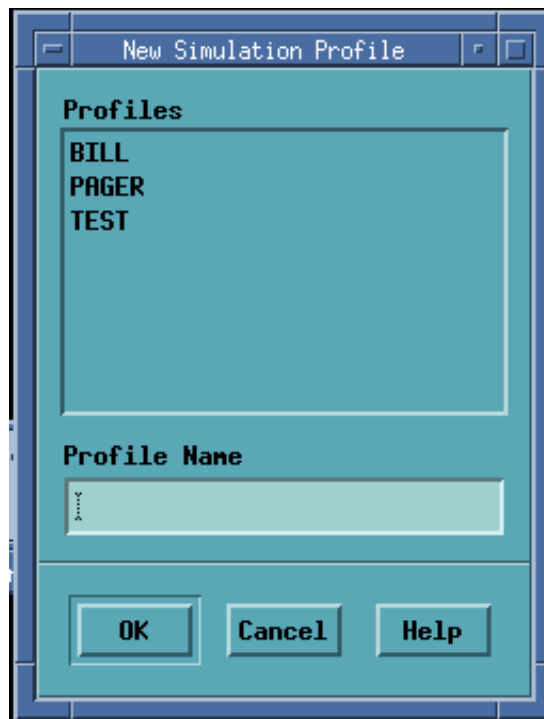 New Simulation Profile
Profiles
BILL
PAGER
TEST
Profile Name
OK Cancel Help